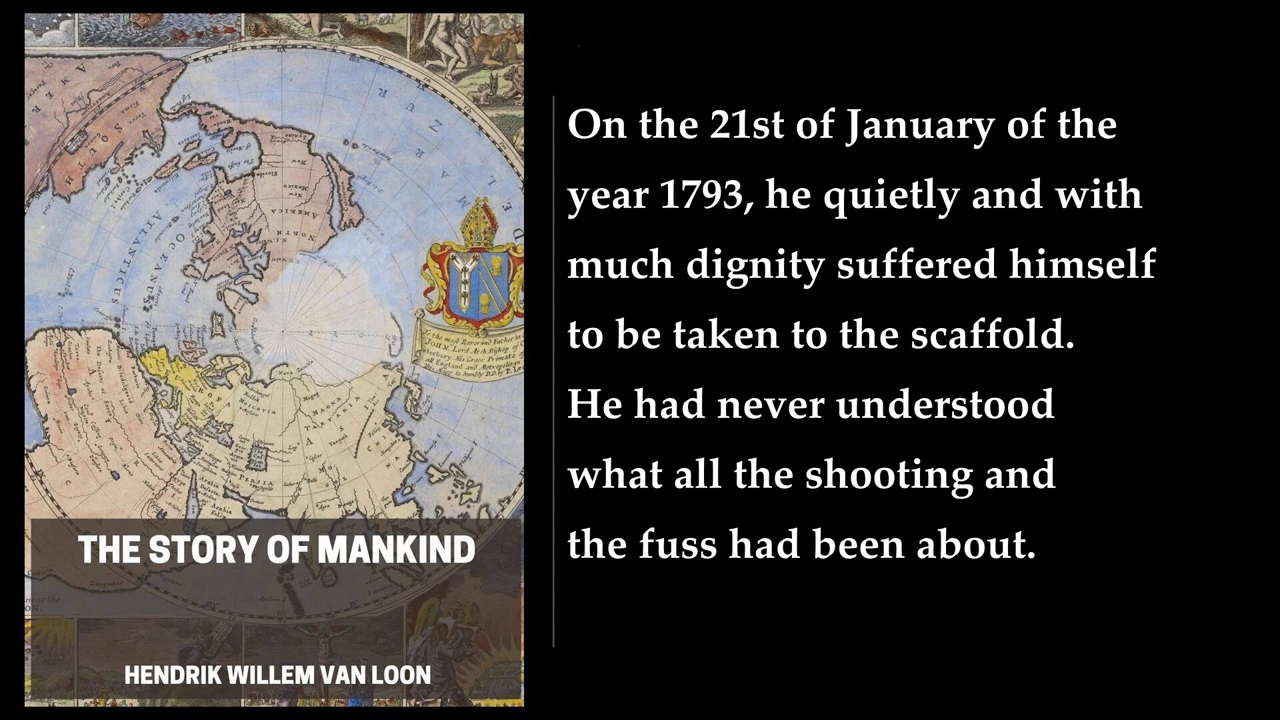 THE STORY OF MANKIND
HENDRIK WILLEM VAN LOON
On the 21st of January of the
year 1793, he quietly and with
much dignity suffered himself
to be taken to the scaffold.
He had never understood
what all the shooting and
the fuss had been about.